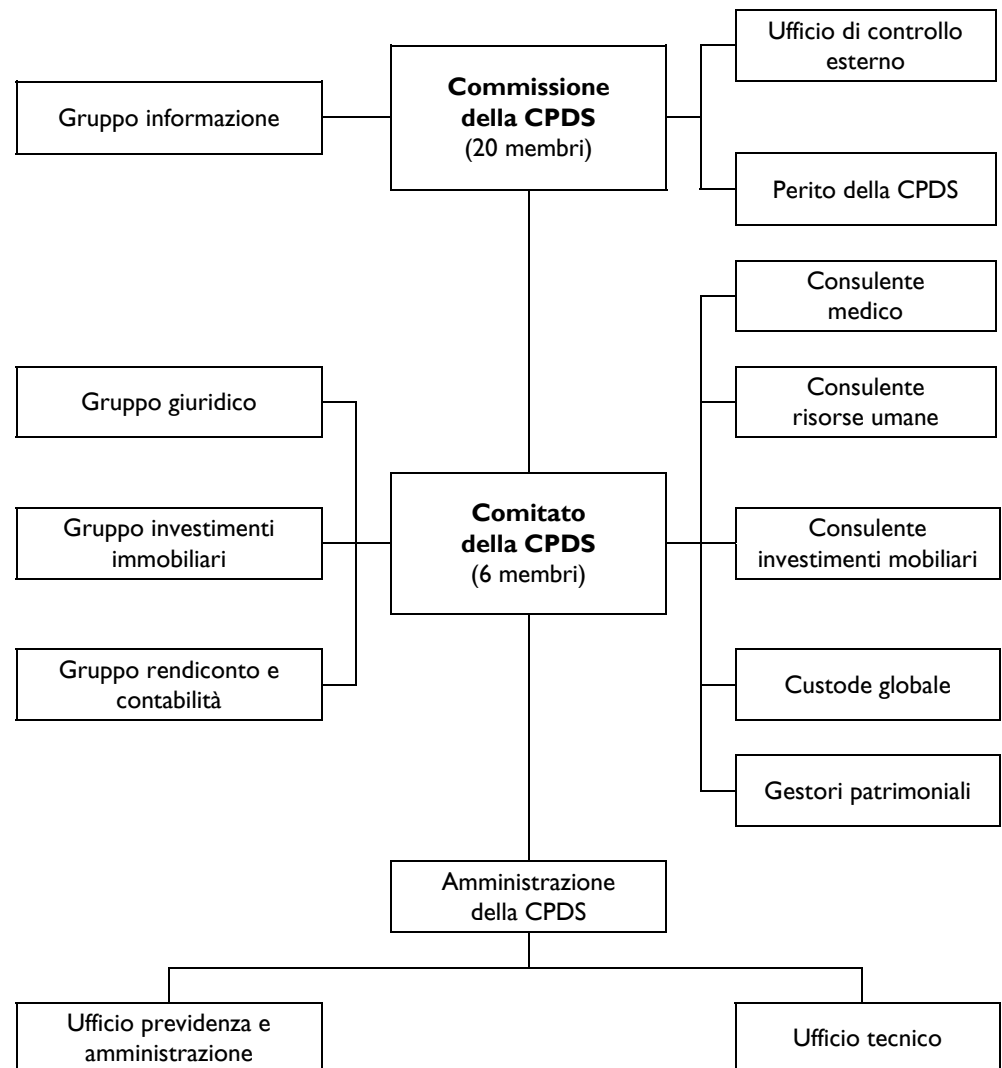 Ufficio di controllo
esterno
Commissione
della CPDS
(20 membri)
Gruppo informazione
Perito della CPDS
Consulente
medico
Gruppo giuridico
Consulente
risorse umane
Comitato
della CPDS
(6 membri)
Gruppo investimenti
immobiliari
Consulente
investimenti mobiliari
Gruppo rendiconto e
contabilità
Custode globale
Gestori patrimoniali
Amministrazione
della CPDS
Ufficio previdenza e
amministrazione
Ufficio tecnico